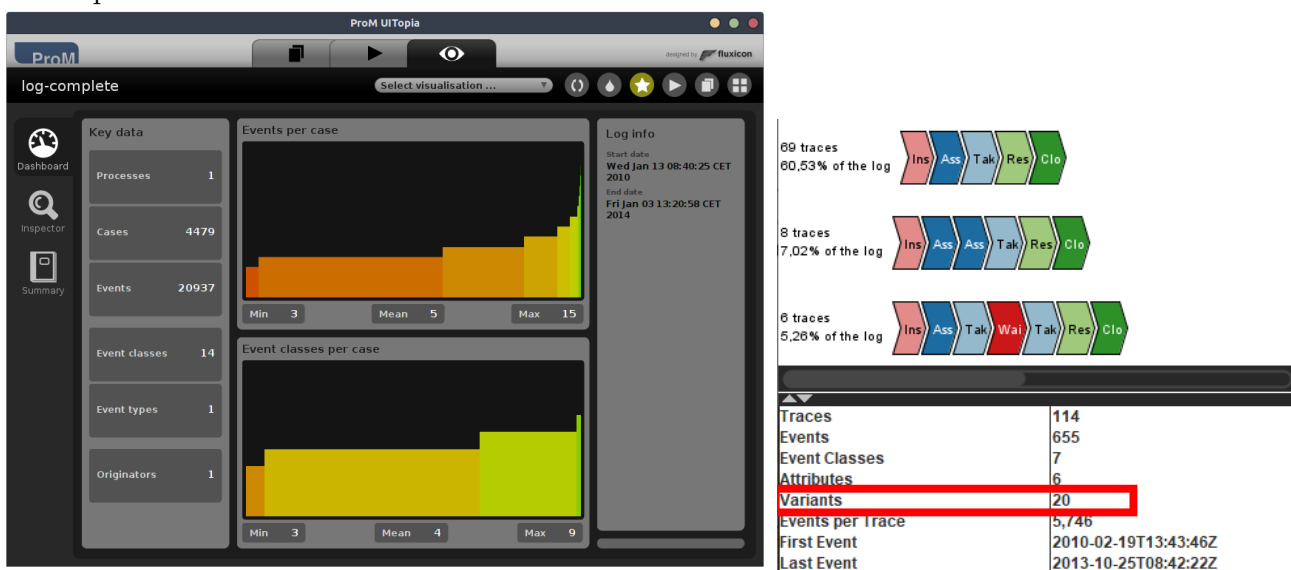 ProM UITopia
ProM
designed by fluxicon
log-complete
Select visualisation ...
Dashboard
Inspector
Summary
Key data
Processes 1
Cases 4479
Events 20937
Event classes 14
Event types 1
Originators 1
Events per case
Min 3 Mean 5 Max 15
Event classes per case
Min 3 Mean 4 Max 9
Log info
Start date
Wed Jan 13 08:40:25 CET
2010
End date
Fri Jan 03 13:20:58 CET
2014
69 traces
60,53% of the log
Ins Ass Tak Res Clo
8 traces
7,02% of the log
Ins Ass Ass Tak Res Clo
6 traces
5,26% of the log
Ins Ass Tak Wai Tak Res Clo
Traces 114
Events 655
Event Classes 7
Attributes 6
Variants 20
Events per Trace 5,746
First Event 2010-02-19T13:43:46Z
Last Event 2013-10-25T08:42:22Z